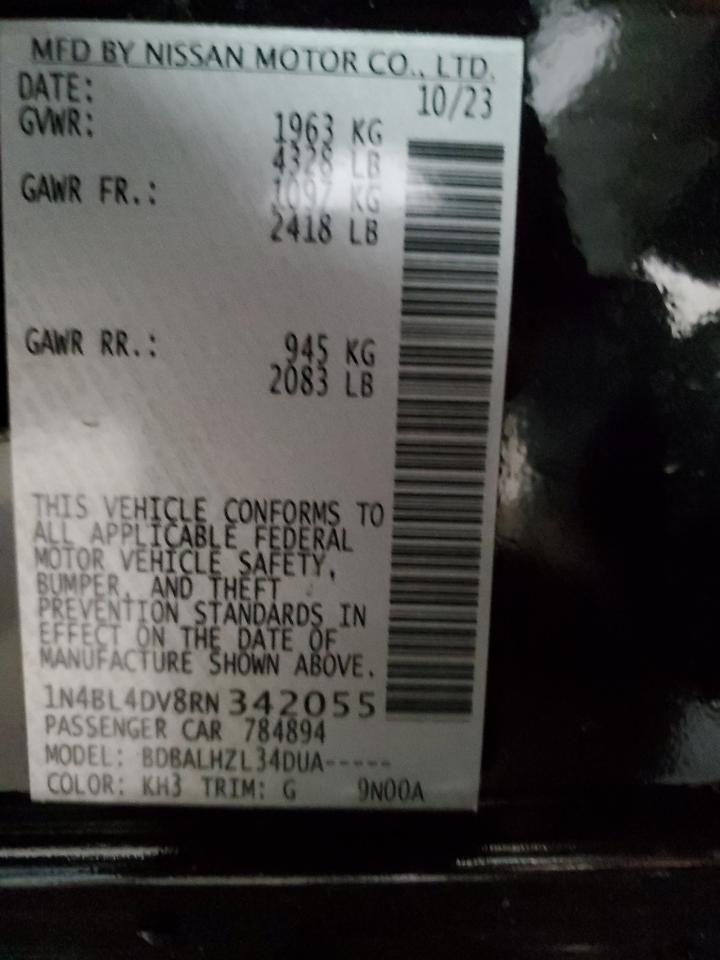 MFD BY NISSAN MOTOR CO., LTD.
DATE: 10/23
GVWR: 1963 KG
4328 LB
GAWR FR.: 1097 KG
2418 LB
GAWR RR.: 945 KG
2083 LB
THIS VEHICLE CONFORMS TO
ALL APPLICABLE FEDERAL
MOTOR VEHICLE SAFETY,
BUMPER, AND THEFT
PREVENTION STANDARDS IN
EFFECT ON THE DATE OF
MANUFACTURE SHOWN ABOVE.
1N4BL4DV8RN342055
PASSENGER CAR 784894
MODEL: BDBALHZL34DUA-----
COLOR: KH3 TRIM: G 9N00A